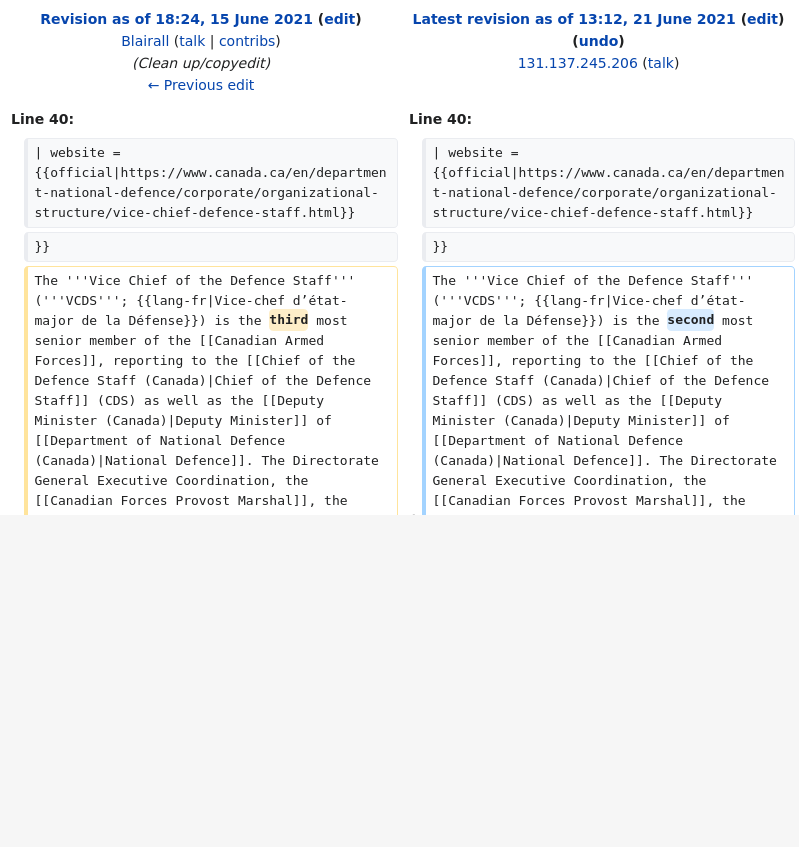 Revision as of 18:24, 15 June 2021 (edit)
Blairall (talk | contribs)
(Clean up/copyedit)
← Previous edit
Latest revision as of 13:12, 21 June 2021 (edit)
(undo)
131.137.245.206 (talk)
Line 40:
| website =
{{official|https://www.canada.ca/en/departmen
t-national-defence/corporate/organizational-
structure/vice-chief-defence-staff.html}}
}}
The '''Vice Chief of the Defence Staff'''
('''VCDS'''; {{lang-fr|Vice-chef d’état-
major de la Défense}}) is the third most
senior member of the [[Canadian Armed
Forces]], reporting to the [[Chief of the
Defence Staff (Canada)|Chief of the Defence
Staff]] (CDS) as well as the [[Deputy
Minister (Canada)|Deputy Minister]] of
[[Department of National Defence
(Canada)|National Defence]]. The Directorate
General Executive Coordination, the
[[Canadian Forces Provost Marshal]], the
Line 40:
| website =
{{official|https://www.canada.ca/en/departmen
t-national-defence/corporate/organizational-
structure/vice-chief-defence-staff.html}}
}}
The '''Vice Chief of the Defence Staff'''
('''VCDS'''; {{lang-fr|Vice-chef d’état-
major de la Défense}}) is the second most
senior member of the [[Canadian Armed
Forces]], reporting to the [[Chief of the
Defence Staff (Canada)|Chief of the Defence
Staff]] (CDS) as well as the [[Deputy
Minister (Canada)|Deputy Minister]] of
[[Department of National Defence
(Canada)|National Defence]]. The Directorate
General Executive Coordination, the
[[Canadian Forces Provost Marshal]], the